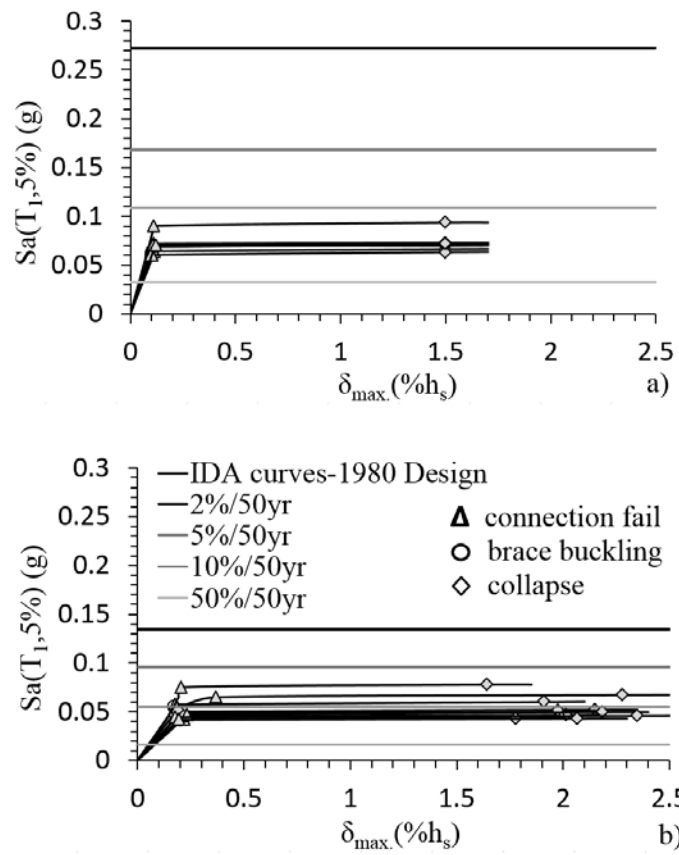 0.3
0.25
0.2
0.15
0.1
0.05
0
Sa(T1,5%) (g)
0 0.5 1 1.5 2 2.5
δmax.(%hs)
a)
0.3
0.25
0.2
0.15
0.1
0.05
0
Sa(T1,5%) (g)
IDA curves-1980 Design
2%/50yr
5%/50yr
10%/50yr
50%/50yr
connection fail
brace buckling
collapse
0 0.5 1 1.5 2 2.5
δmax.(%hs)
b)